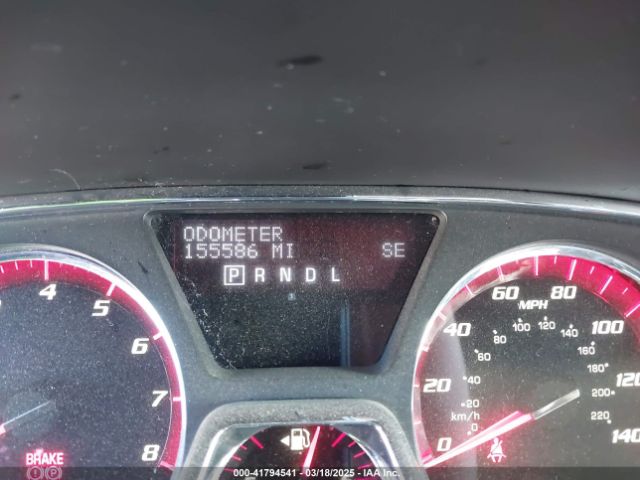 ODOMETER
155586 MI SE
P R N D L
4 5 6 7 8
BRAKE
P
0 20 40 60 80 100 120 140
MPH
0 20 40 60 80 100 120 140 160 180 200 220
km/h
000-41794541 - 03/18/2025 - IAA Inc.